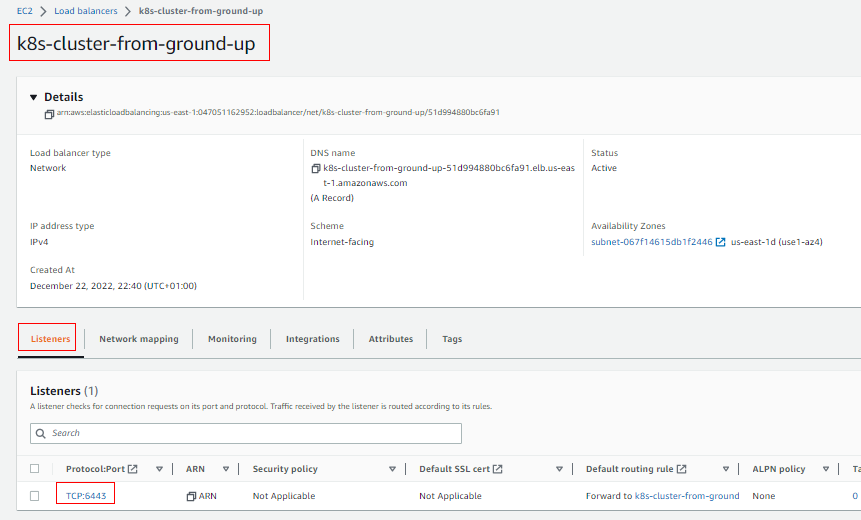 EC2 > Load balancers > k8s-cluster-from-ground-up
k8s-cluster-from-ground-up
Details
arn:aws:elasticloadbalancing:us-east-1:047051162952:loadbalancer/net/k8s-cluster-from-ground-up/51d994880bc6fa91
Load balancer type
Network
DNS name
k8s-cluster-from-ground-up-51d994880bc6fa91.elb.us-eas
t-1.amazonaws.com
(A Record)
Status
Active
IP address type
IPv4
Scheme
Internet-facing
Availability Zones
subnet-067f14615db1f2446 us-east-1d (use1-az4)
Created At
December 22, 2022, 22:40 (UTC+01:00)
Listeners Network mapping Monitoring Integrations Attributes Tags
Listeners (1)
A listener checks for connection requests on its port and protocol. Traffic received by the listener is routed according to its rules.
Search
Protocol:Port ARN Security policy Default SSL cert Default routing rule ALPN policy Ta
TCP:6443 ARN Not Applicable Not Applicable Forward to k8s-cluster-from-ground None 0